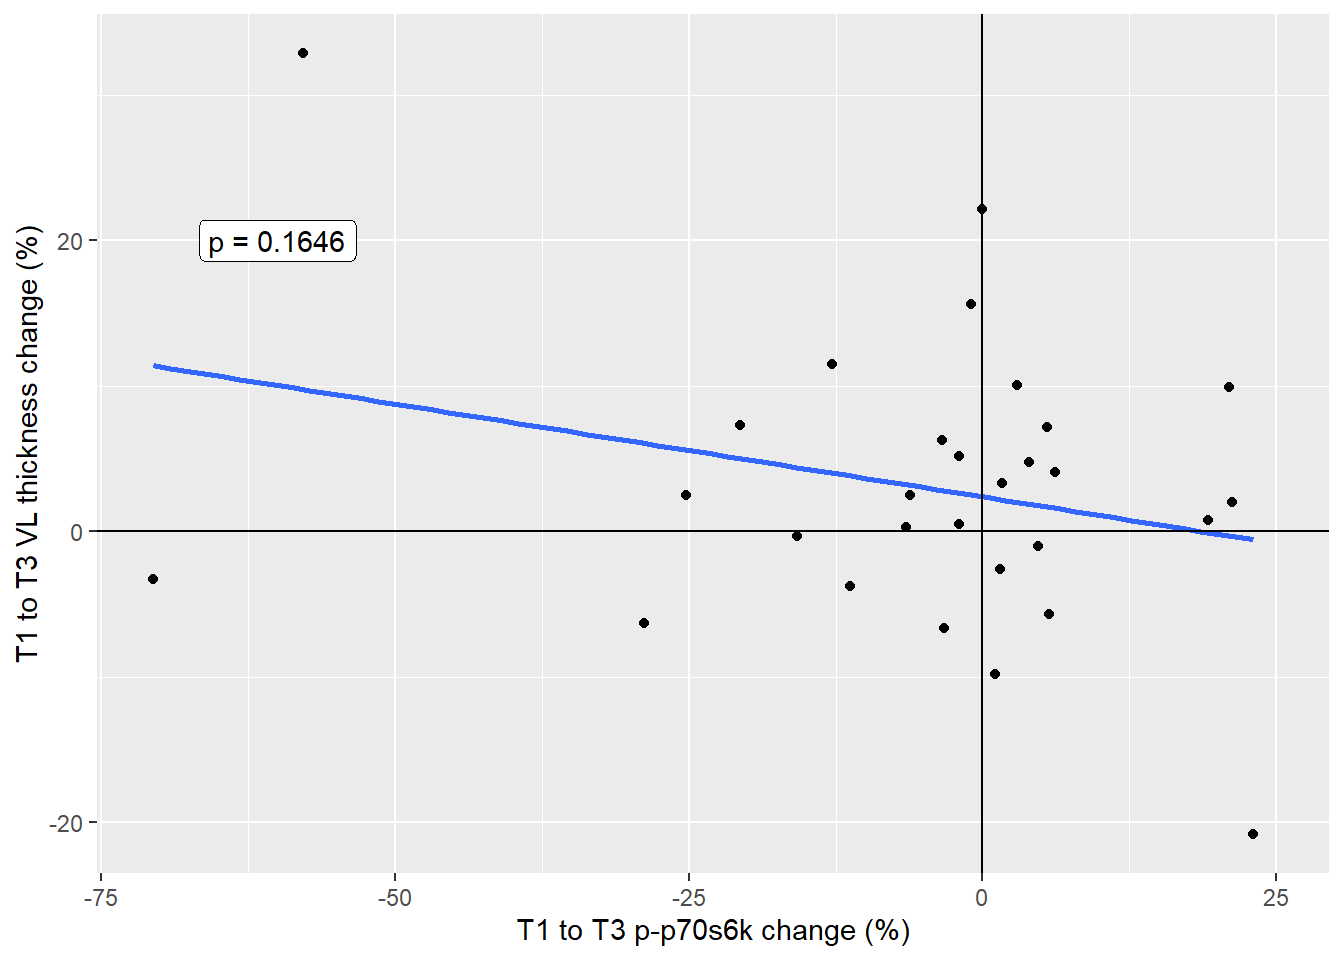 T1 to T3 VL thickness change (%)
20
0
-20
p = 0.1646
-75
-50
-25
0
25
T1 to T3 p-p70s6k change (%)